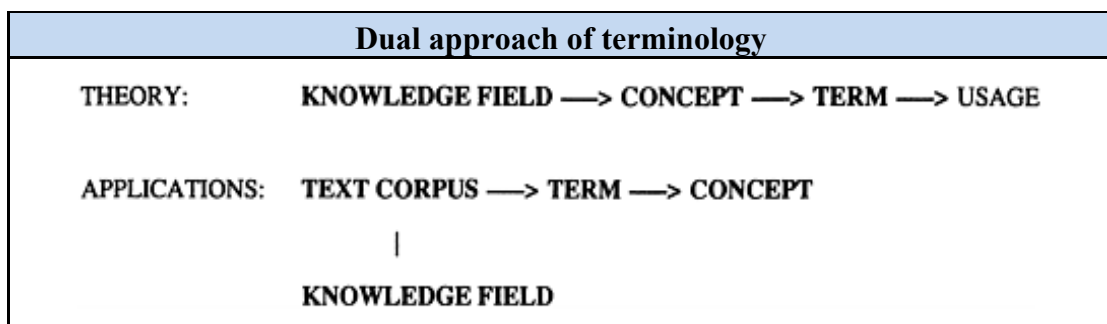 Dual approach of terminology
THEORY: KNOWLEDGE FIELD —> CONCEPT —> TERM —> USAGE
APPLICATIONS: TEXT CORPUS —> TERM —> CONCEPT
|
KNOWLEDGE FIELD